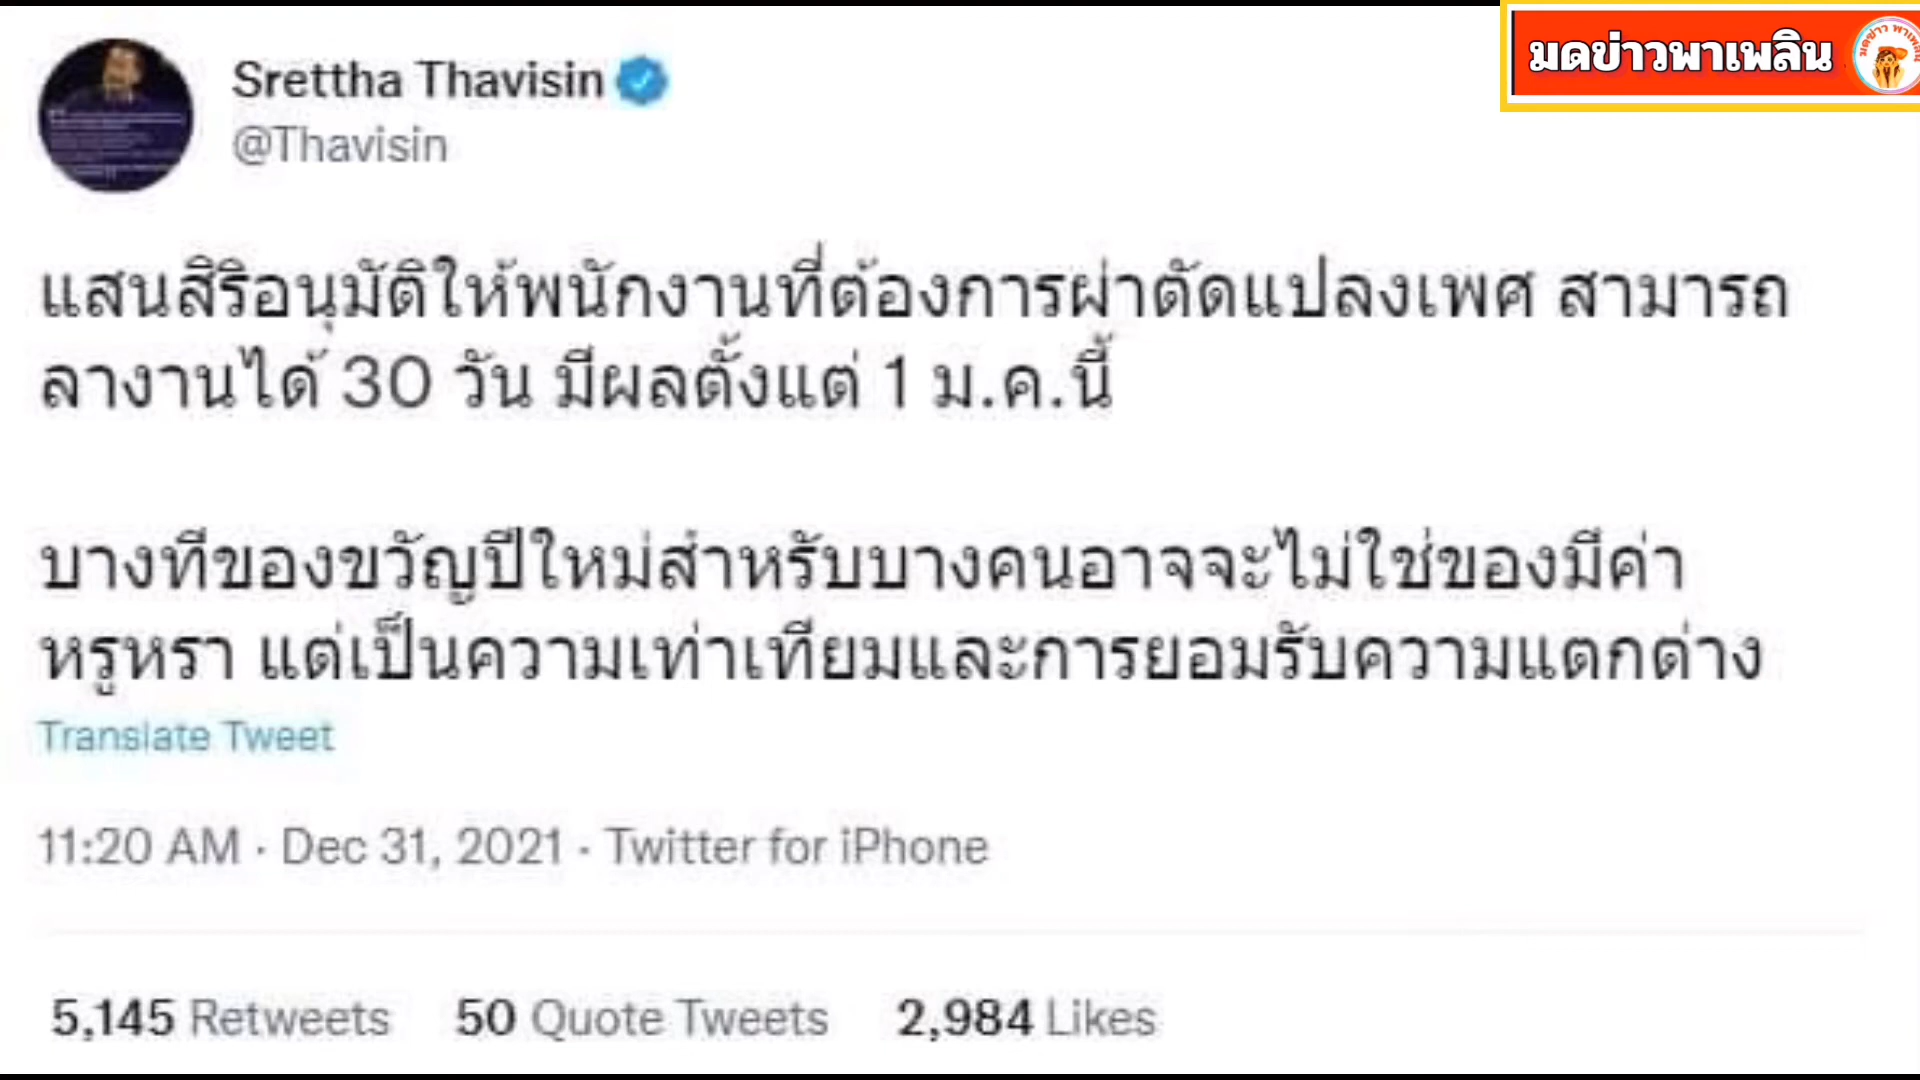 มดข่าวพาเพลิน
Srettha Thavisin
@Thavisin
แสนสิริอนุมัติให้พนักงานที่ต้องการผ่าตัดแปลงเพศ สามารถ
ลางานได้ 30 วัน มีผลตั้งแต่ 1 ม.ค.นี้
บางทีของขวัญปีใหม่สำหรับบางคนอาจจะไม่ใช่ของมีค่า
หรูหรา แต่เป็นความเท่าเทียมและการยอมรับความแตกต่าง
Translate Tweet
11:20 AM · Dec 31, 2021 · Twitter for iPhone
5,145 Retweets 50 Quote Tweets 2,984 Likes